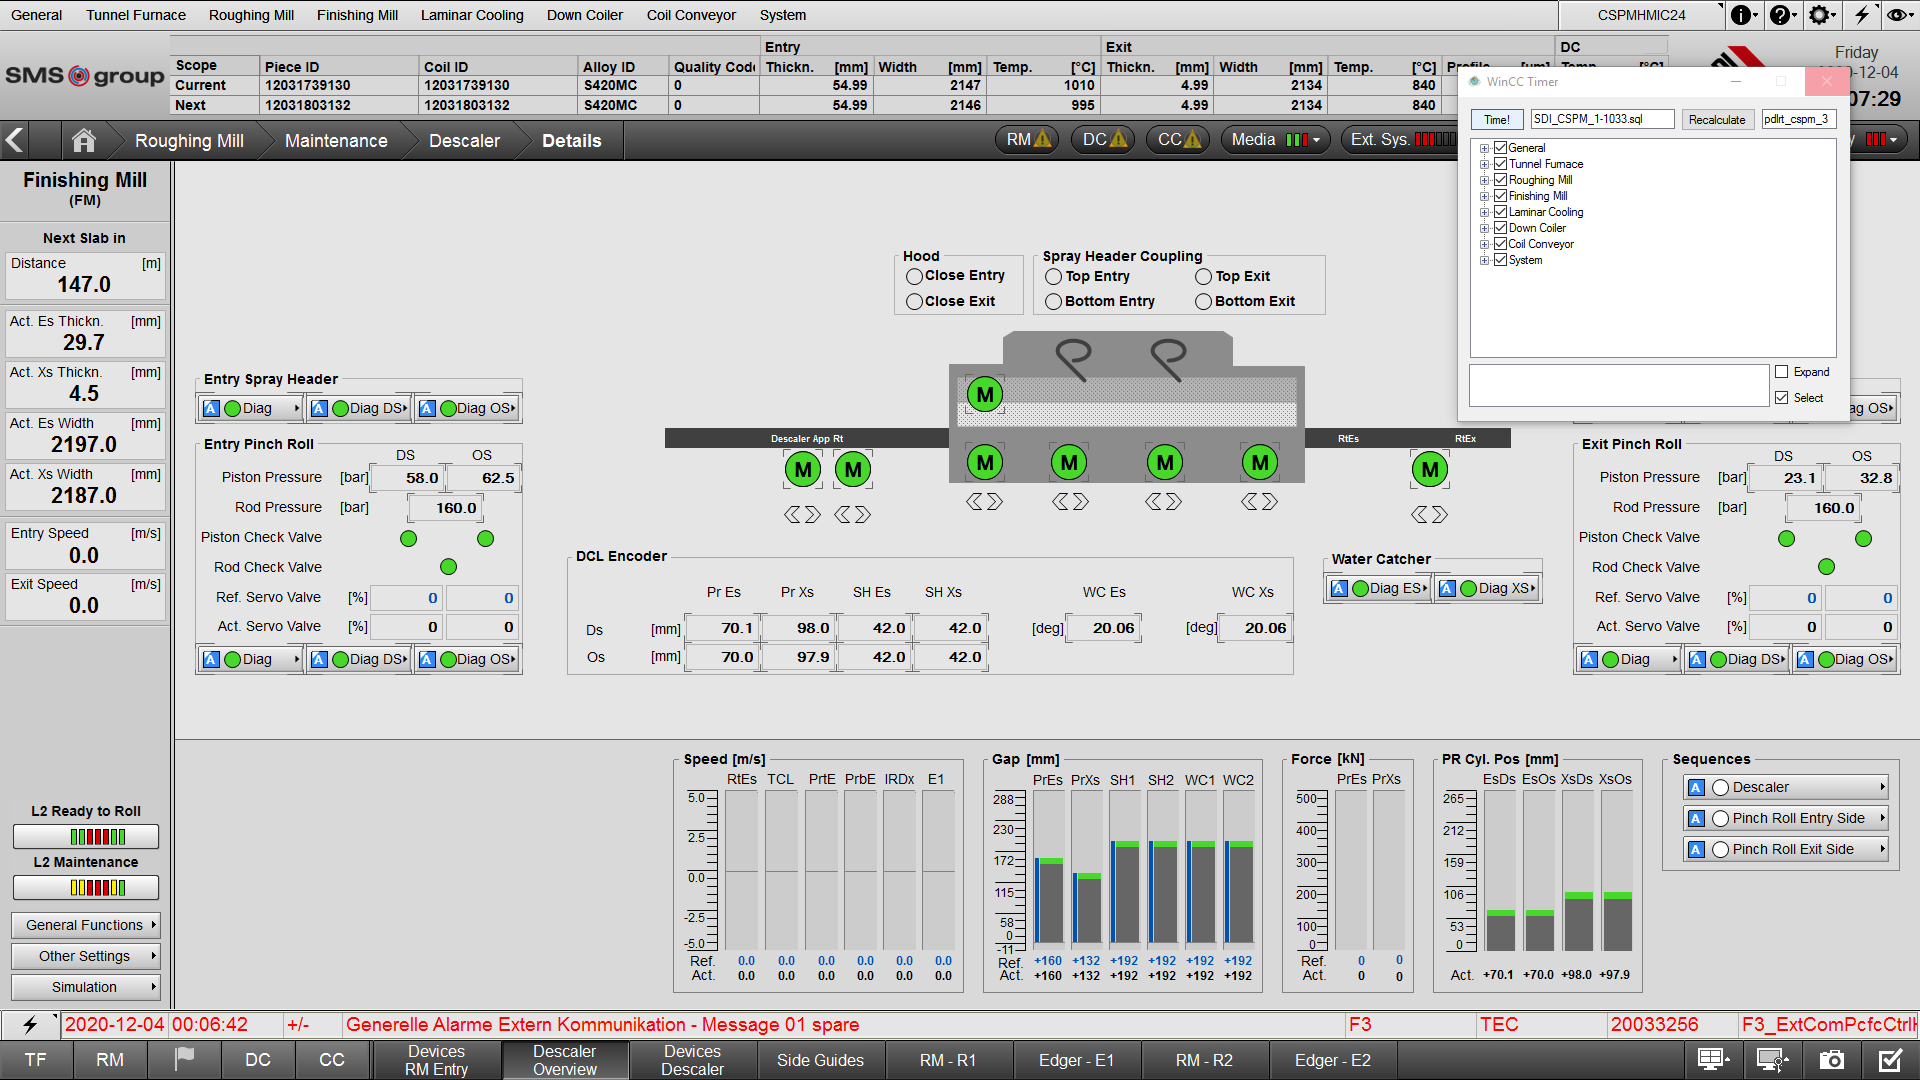 General Tunnel Furnace Roughing Mill Finishing Mill Laminar Cooling Down Coiler Coil Conveyor System CSPMHMIC24
SMS group
Entry Exit DC
Scope Piece ID Coil ID Alloy ID Quality Code Thickn. [mm] Width [mm] Temp. [°C] Thickn. [mm] Width [mm] Temp. [°C]
Current 12031739130 12031739130 S420MC 0 54.99 2147 1010 4.99 2134 840
Next 12031803132 12031803132 S420MC 0 54.99 2146 995 4.99 2134 840
Friday
-12-04
07:29
Roughing Mill Maintenance Descaler Details
RM DC CC Media Ext. Sys.
WinCC Timer
Time! SDI_CSPM_1-1033.sql Recalculate pdlrt_cspm_3
General
Tunnel Furnace
Roughing Mill
Finishing Mill
Laminar Cooling
Down Coiler
Coil Conveyor
System
Expand
Select
Finishing Mill
(FM)
Next Slab in
Distance [m]
147.0
Act. Es Thickn. [mm]
29.7
Act. Xs Thickn. [mm]
4.5
Act. Es Width [mm]
2197.0
Act. Xs Width [mm]
2187.0
Entry Speed [m/s]
0.0
Exit Speed [m/s]
0.0
L2 Ready to Roll
L2 Maintenance
General Functions
Other Settings
Simulation
Hood
Close Entry
Close Exit
Spray Header Coupling
Top Entry Top Exit
Bottom Entry Bottom Exit
M
Descaler App Rt RtEs RtEx
M M M M M M M
Entry Spray Header
A Diag A Diag DS A Diag OS
Entry Pinch Roll
DS OS
Piston Pressure [bar] 58.0 62.5
Rod Pressure [bar] 160.0
Piston Check Valve
Rod Check Valve
Ref. Servo Valve [%] 0 0
Act. Servo Valve [%] 0 0
A Diag A Diag DS A Diag OS
DCL Encoder
Pr Es Pr Xs SH Es SH Xs WC Es WC Xs
Ds [mm] 70.1 98.0 42.0 42.0 [deg] 20.06 [deg] 20.06
Os [mm] 70.0 97.9 42.0 42.0
Water Catcher
A Diag ES A Diag XS
ag OS
Exit Pinch Roll
DS OS
Piston Pressure [bar] 23.1 32.8
Rod Pressure [bar] 160.0
Piston Check Valve
Rod Check Valve
Ref. Servo Valve [%] 0 0
Act. Servo Valve [%] 0 0
A Diag A Diag DS A Diag OS
Speed [m/s]
RtEs TCL PrtE PrbE IRDx E1
5.0
2.5
0.0
-2.5
-5.0
Ref. 0.0 0.0 0.0 0.0 0.0 0.0
Act. 0.0 0.0 0.0 0.0 0.0 0.0
Gap [mm]
PrEs PrXs SH1 SH2 WC1 WC2
288
230
172
115
58
0
-11
Ref. +160 +132 +192 +192 +192 +192
Act. +160 +132 +192 +192 +192 +192
Force [kN]
PrEs PrXs
500
400
300
200
100
0
Ref. 0 0
Act. 0 0
PR Cyl. Pos [mm]
EsDs EsOs XsDs XsOs
265
212
159
106
53
0
Act. +70.1 +70.0 +98.0 +97.9
Sequences
A Descaler
A Pinch Roll Entry Side
A Pinch Roll Exit Side
2020-12-04 00:06:42 +/- Generelle Alarme Extern Kommunikation - Message 01 spare F3 TEC 20033256 F3_ExtComPcfcCtrl
TF RM DC CC Devices RM Entry Descaler Overview Devices Descaler Side Guides RM - R1 Edger - E1 RM - R2 Edger - E2